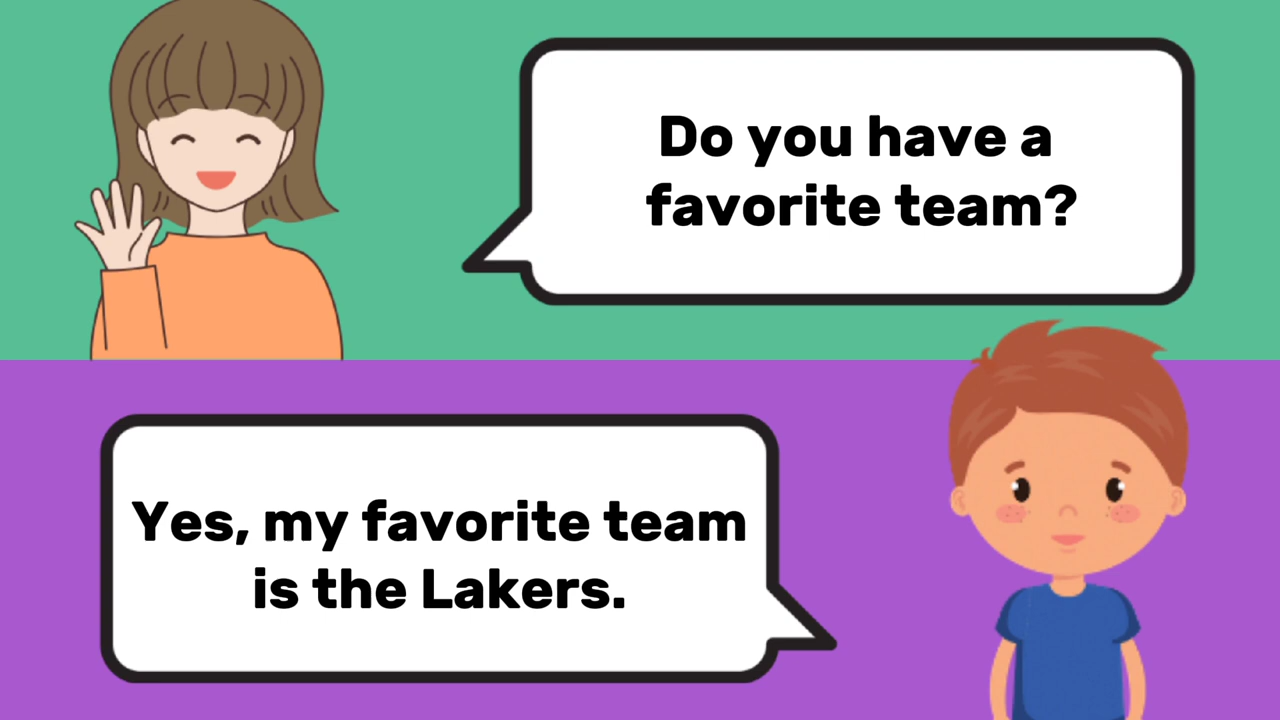 Do you have a
favorite team?
Yes, my favorite team
is the Lakers.